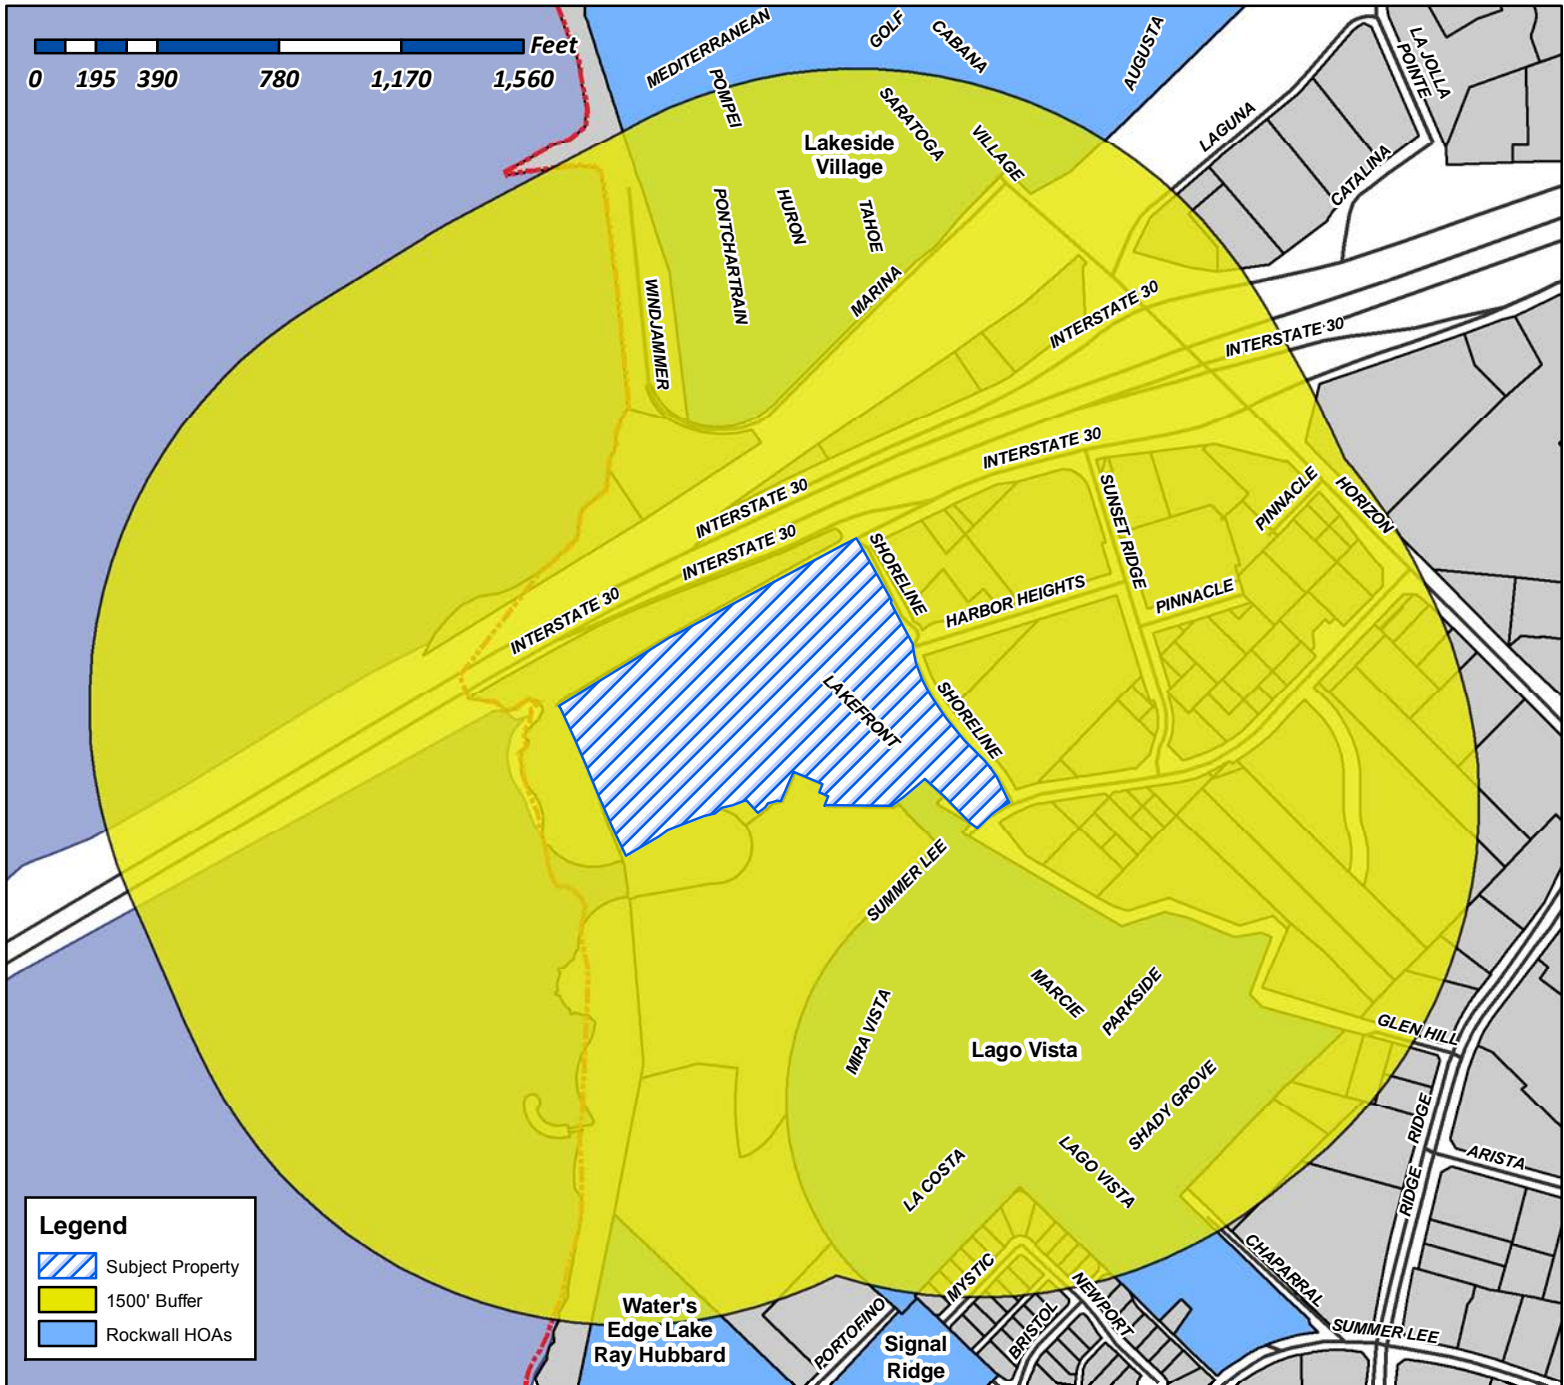 Feet
0 195 390 780 1,170 1,560
MEDITERRANEAN
POMPEI
GOLF
CABANA
AUGUSTA
LA JOLLA
POINTE
SARATOGA
VILLAGE
LAGUNA
CATALINA
Lakeside
Village
PONTCHARTRAIN
HURON
TAHOE
MARINA
WINDJAMMER
INTERSTATE 30
INTERSTATE 30
INTERSTATE 30
INTERSTATE 30
INTERSTATE 30
INTERSTATE 30
SUNSET RIDGE
PINNACLE
HORIZON
SHORELINE
HARBOR HEIGHTS
PINNACLE
LAKEFRONT
SHORELINE
SUMMER LEE
MIRA VISTA
MARCIE
PARKSIDE
Lago Vista
GLEN HILL
SHADY GROVE
LA COSTA
LAGO VISTA
RIDGE
RIDGE
ARISTA
CHAPARRAL
SUMMER LEE
MYSTIC
NEWPORT
BRISTOL
PORTOFINO
Water's
Edge Lake
Ray Hubbard
Signal
Ridge
Legend
Subject Property
1500' Buffer
Rockwall HOAs